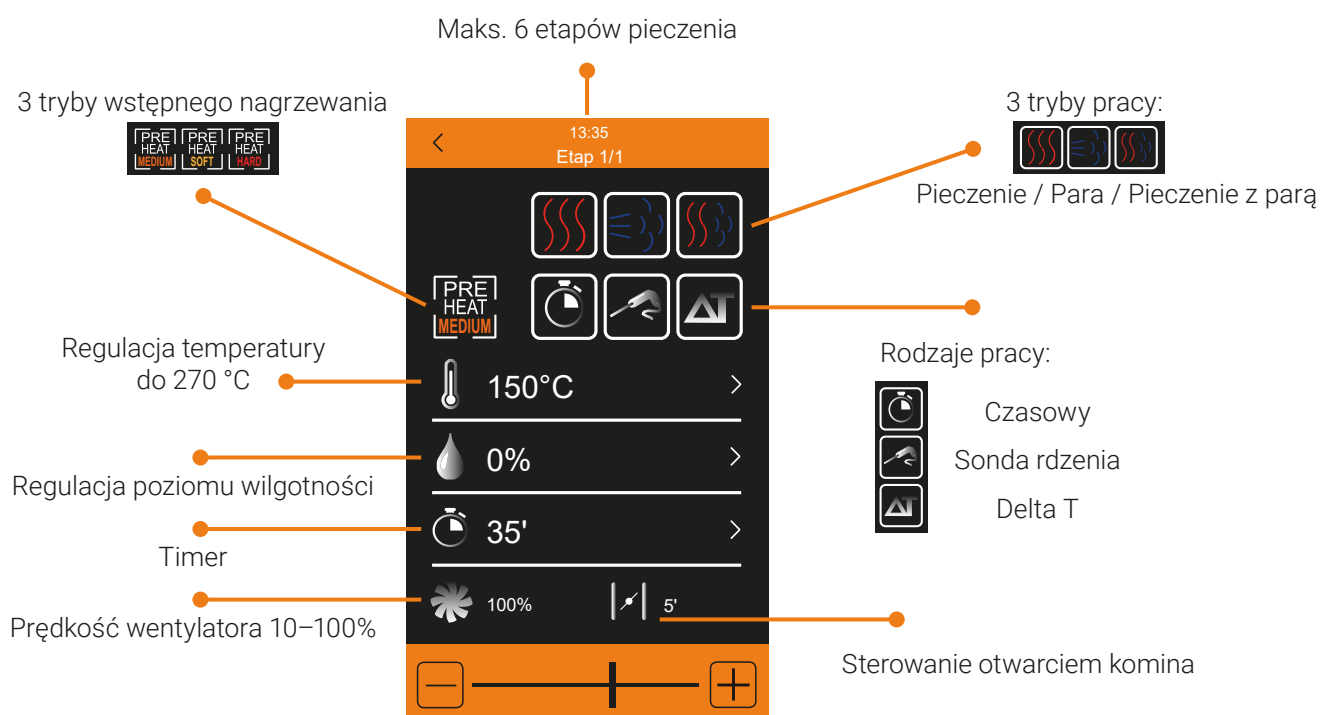 Maks. 6 etapów pieczenia
3 tryby wstępnego nagrzewania
PRE HEAT MEDIUM
PRE HEAT SOFT
PRE HEAT HARD
13:35
Etap 1/1
3 tryby pracy:
Pieczenie / Para / Pieczenie z parą
PRE
HEAT
MEDIUM
ΔT
Regulacja temperatury
do 270 °C
150°C
Rodzaje pracy:
Czasowy
Sonda rdzenia
ΔT
Delta T
0%
Regulacja poziomu wilgotności
35'
Timer
100%
5'
Prędkość wentylatora 10–100%
Sterowanie otwarciem komina